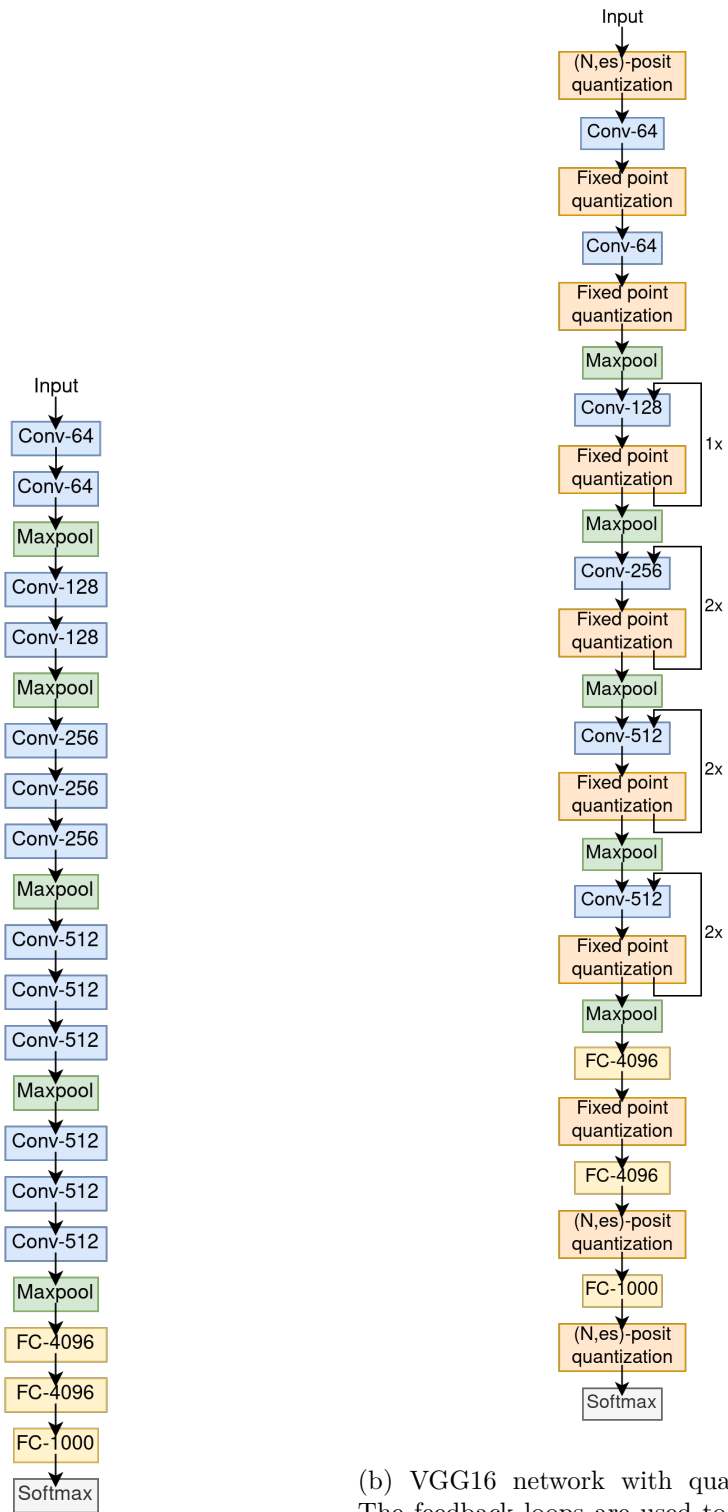 Input
Conv-64
Conv-64
Maxpool
Conv-128
Conv-128
Maxpool
Conv-256
Conv-256
Conv-256
Maxpool
Conv-512
Conv-512
Conv-512
Maxpool
Conv-512
Conv-512
Conv-512
Maxpool
FC-4096
FC-4096
FC-1000
Softmax
Input
(N,es)-posit
quantization
Conv-64
Fixed point
quantization
Conv-64
Fixed point
quantization
Maxpool
Conv-128
1x
Fixed point
quantization
Maxpool
Conv-256
2x
Fixed point
quantization
Maxpool
Conv-512
2x
Fixed point
quantization
Maxpool
Conv-512
2x
Fixed point
quantization
Maxpool
FC-4096
Fixed point
quantization
FC-4096
(N,es)-posit
quantization
FC-1000
(N,es)-posit
quantization
Softmax
(b) VGG16 network with qua
The feedback loops are used to